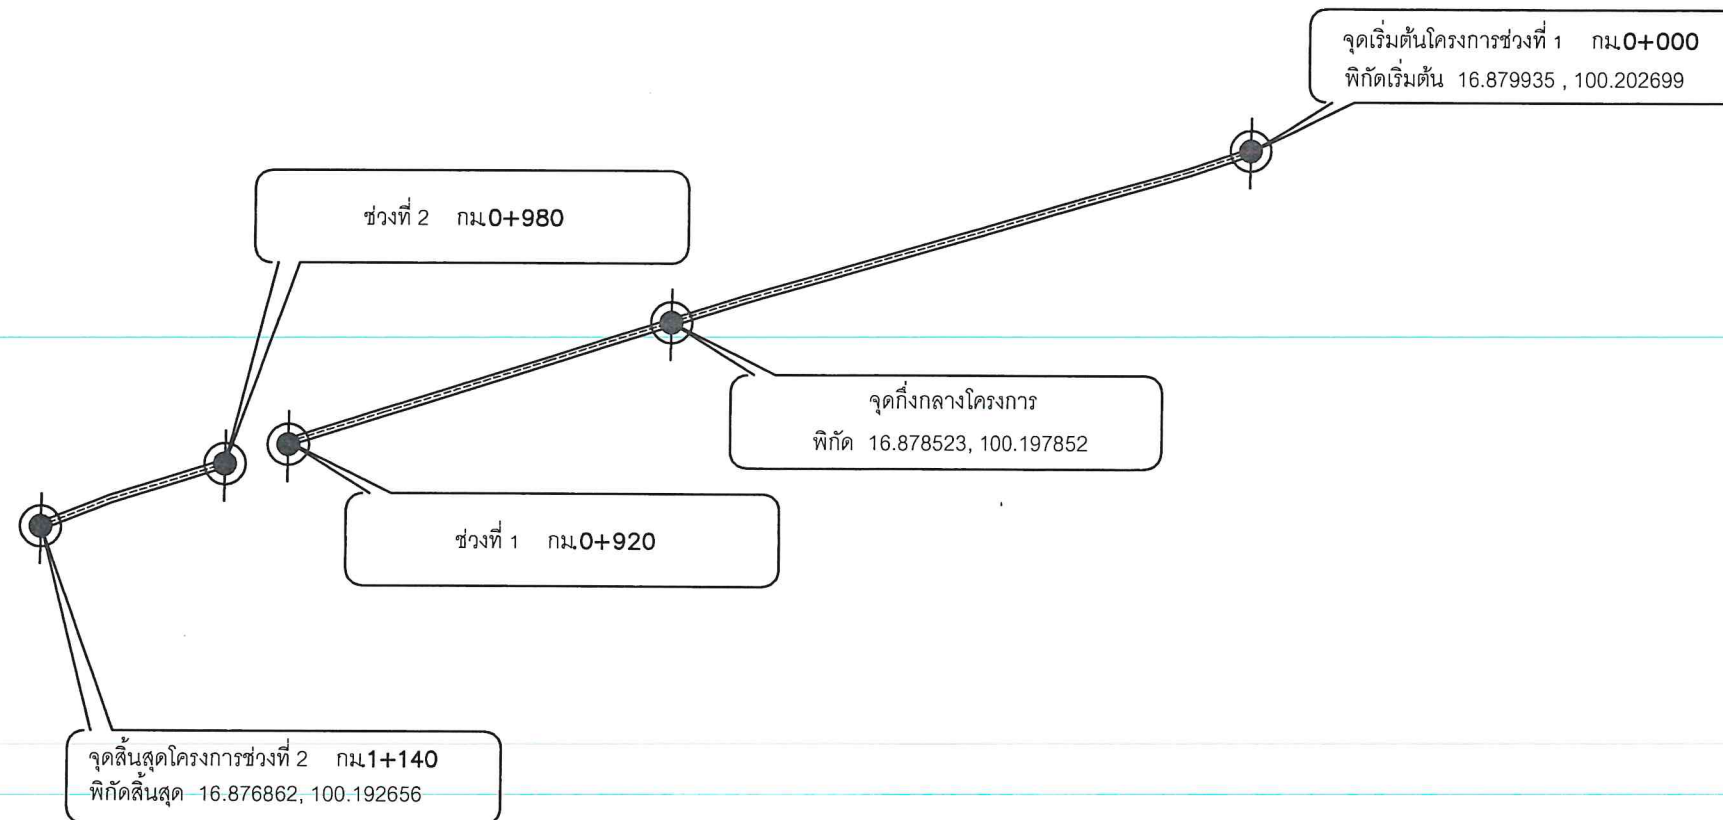 จุดเริ่มต้นโครงการช่วงที่ 1 กม.0+000
พิกัดเริ่มต้น 16.879935 , 100.202699
ช่วงที่ 2 กม.0+980
จุดกึ่งกลางโครงการ
พิกัด 16.878523, 100.197852
ช่วงที่ 1 กม.0+920
จุดสิ้นสุดโครงการช่วงที่ 2 กม.1+140
พิกัดสิ้นสุด 16.876862, 100.192656